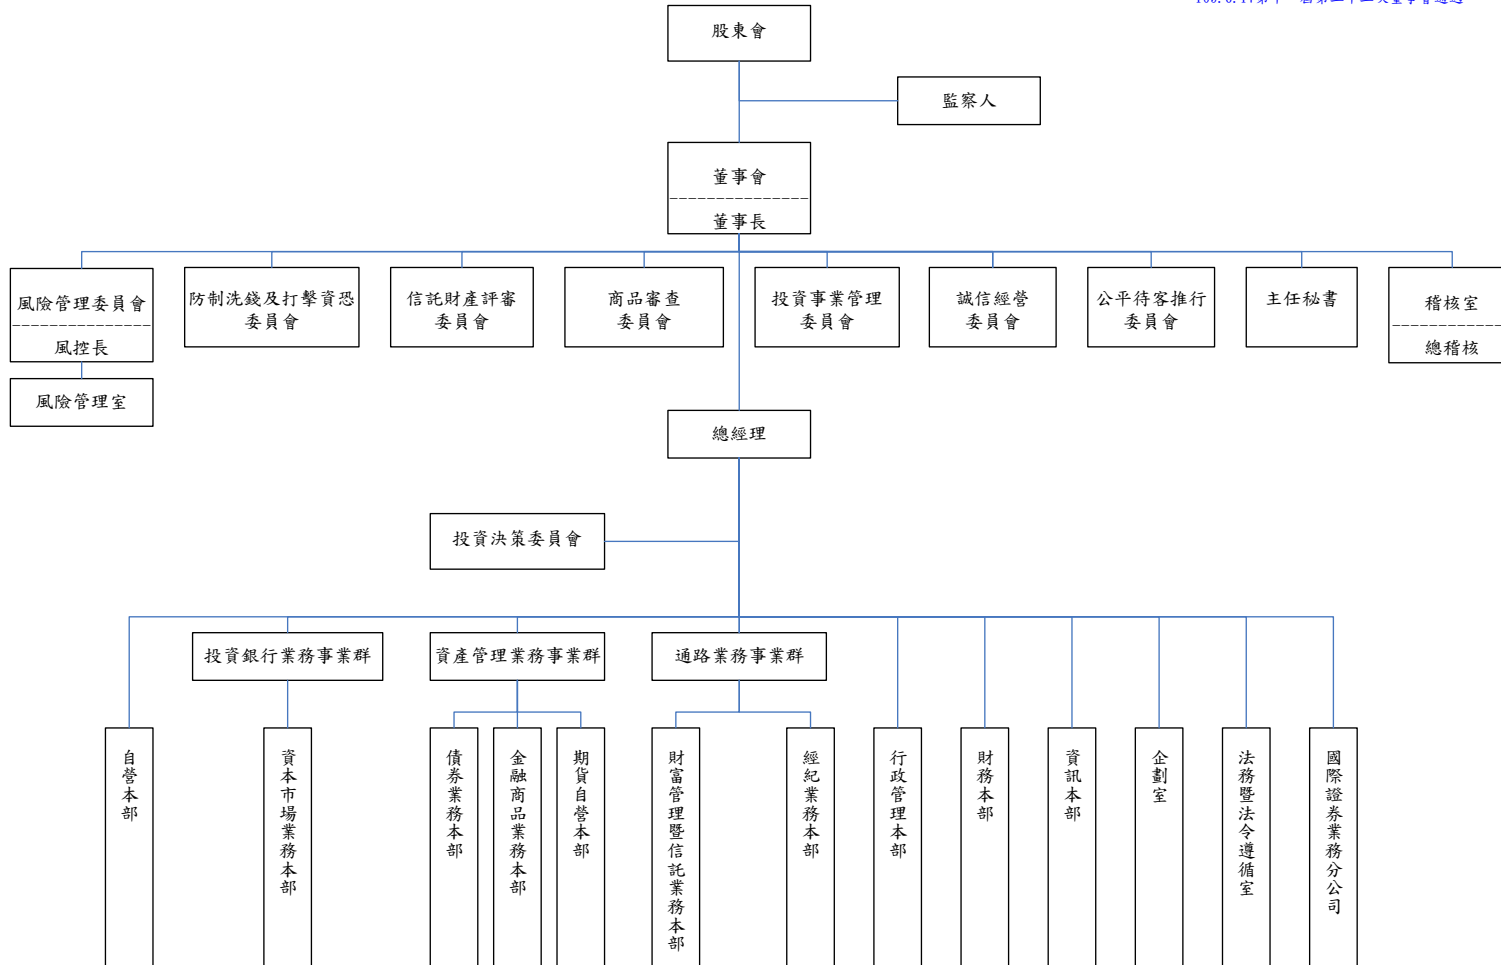 股東會
監察人
董事會
董事長
風險管理委員會
風控長
風險管理室
防制洗錢及打擊資恐
委員會
信託財產評審
委員會
商品審查
委員會
投資事業管理
委員會
誠信經營
委員會
公平待客推行
委員會
主任秘書
稽核室
總稽核
總經理
投資決策委員會
投資銀行業務事業群
資產管理業務事業群
通路業務事業群
自營本部
資本市場業務本部
債券業務本部
金融商品業務本部
期貨自營本部
財富管理暨信託業務本部
經紀業務本部
行政管理本部
財務本部
資訊本部
企劃室
法務暨法令遵循室
國際證券業務分公司